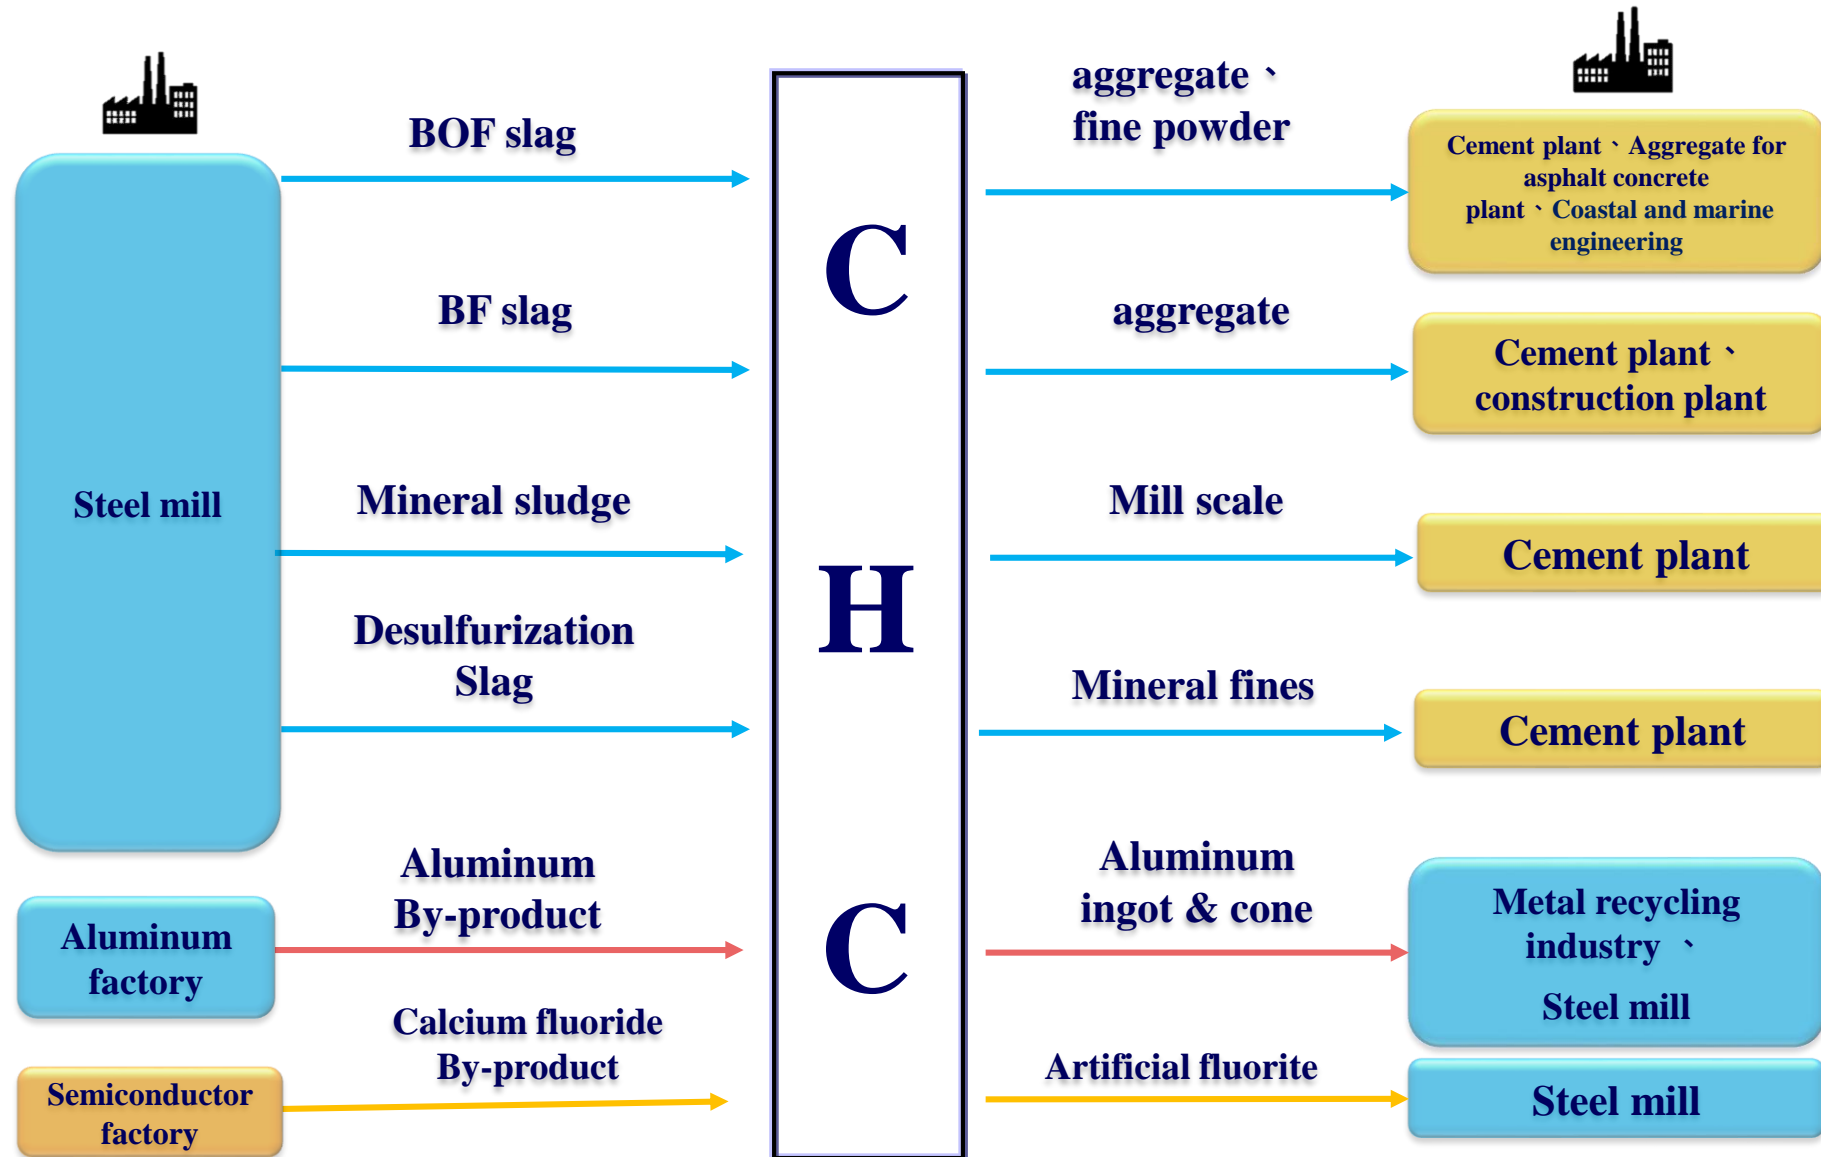 Steel mill
Aluminum
factory
Semiconductor
factory
BOF slag
BF slag
Mineral sludge
Desulfurization
Slag
Aluminum
By-product
Calcium fluoride
By-product
C
H
C
aggregate、
fine powder
aggregate
Mill scale
Mineral fines
Aluminum
ingot & cone
Artificial fluorite
Cement plant、Aggregate for
asphalt concrete
plant、Coastal and marine
engineering
Cement plant、
construction plant
Cement plant
Cement plant
Metal recycling
industry 、
Steel mill
Steel mill